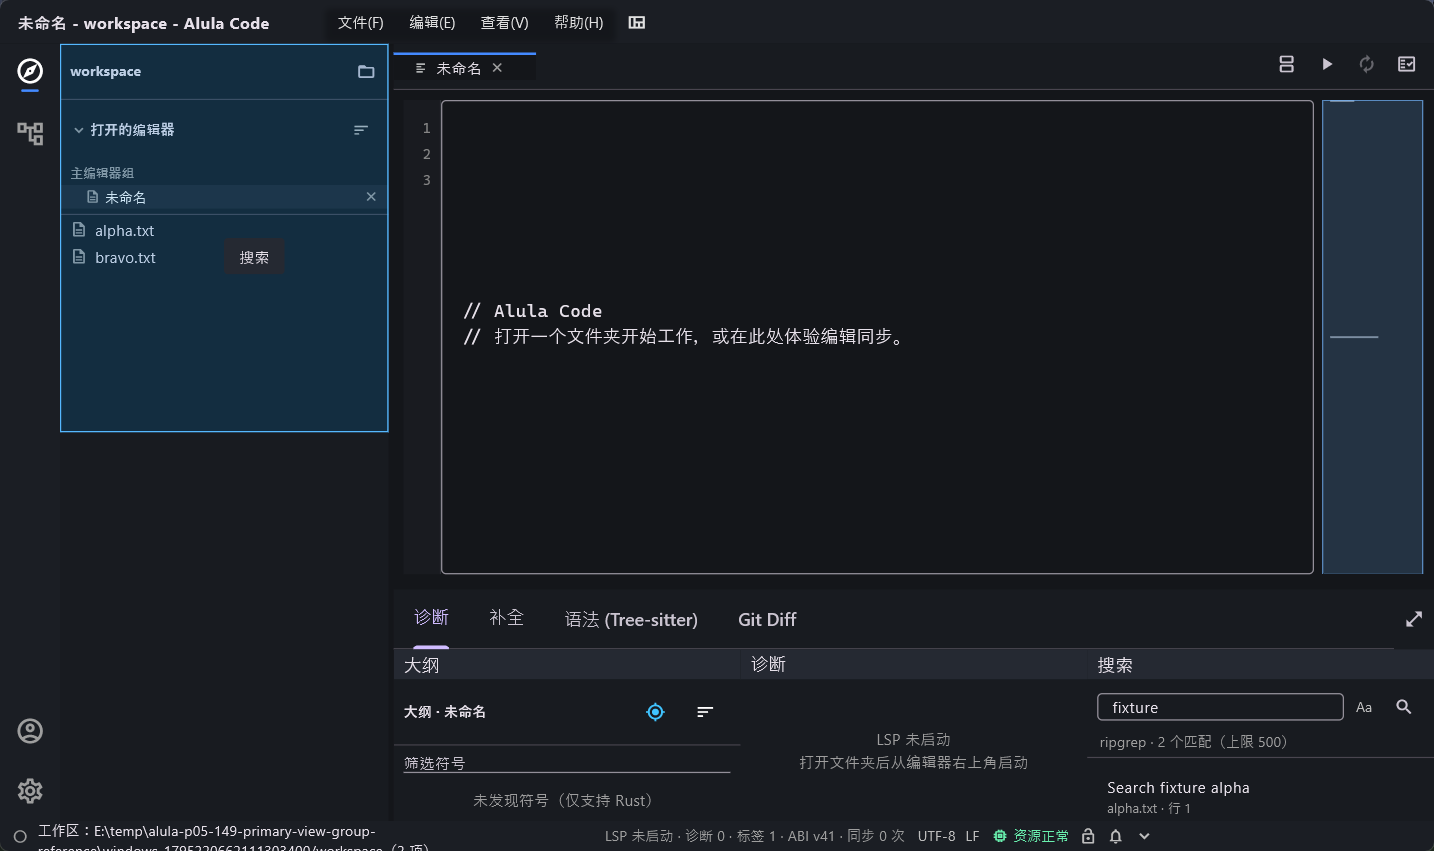 未命名 - workspace - Alula Code
文件(F) 编辑(E) 查看(V) 帮助(H)
workspace
打开的编辑器
主编辑器组
未命名
alpha.txt
bravo.txt
搜索
未命名
1
2
3
// Alula Code
// 打开一个文件夹开始工作，或在此处体验编辑同步。
诊断 补全 语法 (Tree-sitter) Git Diff
大纲
大纲 · 未命名
筛选符号
未发现符号（仅支持 Rust）
诊断
LSP 未启动
打开文件夹后从编辑器右上角启动
搜索
fixture
Aa
ripgrep · 2 个匹配（上限 500）
Search fixture alpha
alpha.txt · 行 1
工作区：E:\temp\alula-p05-149-primary-view-group-
reference\windows-1795220662111303400/workspace（2 项）
LSP 未启动 · 诊断 0 · 标签 1 · ABI v41 · 同步 0 次 UTF-8 LF 资源正常